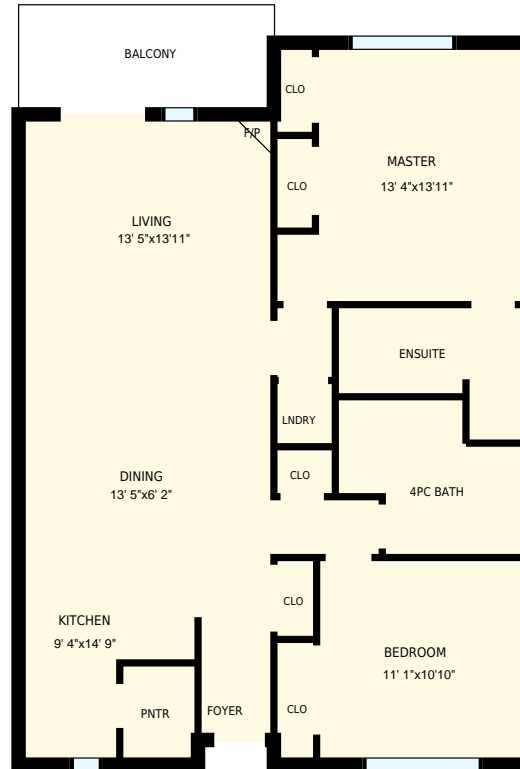 BALCONY
CLO
F/P
MASTER
13' 4"x13'11"
CLO
LIVING
13' 5"x13'11"
ENSUITE
LNDRY
CLO
DINING
13' 5"x6' 2"
4PC BATH
CLO
KITCHEN
9' 4"x14' 9"
BEDROOM
11' 1"x10'10"
PNTR
FOYER
CLO